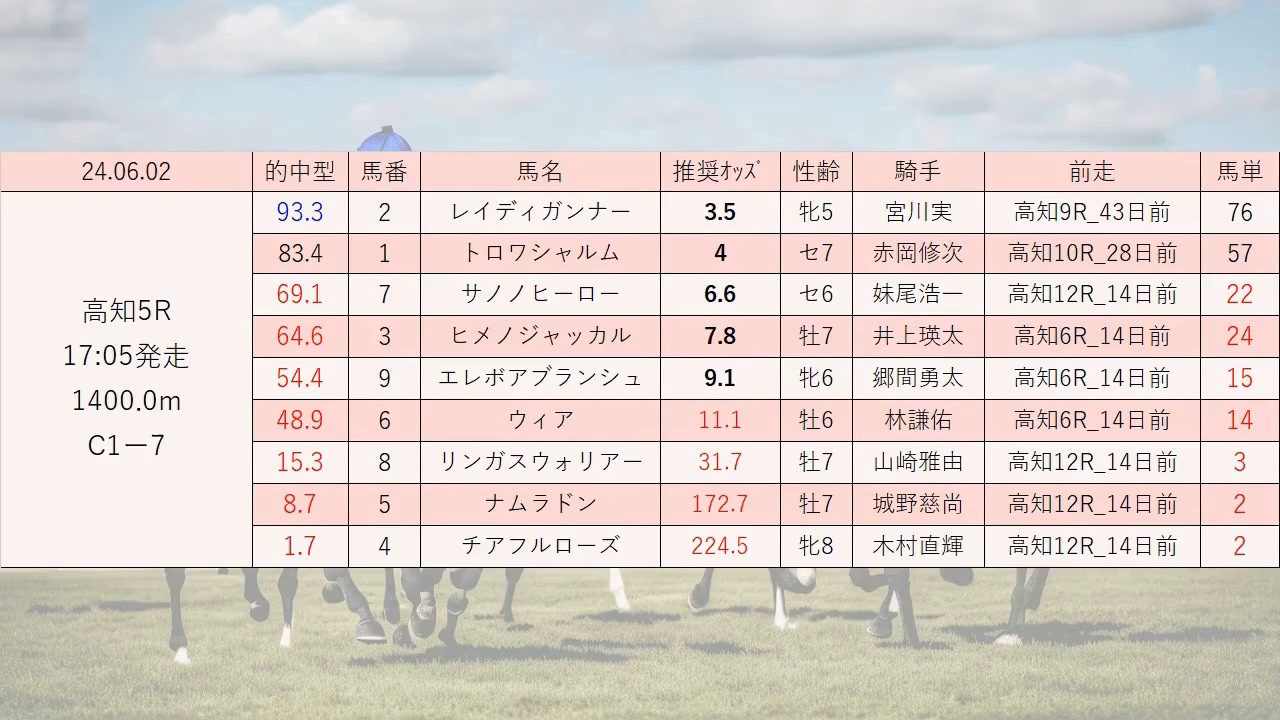 24.06.02 的中型 馬番 馬名 推奨ｵｯｽﾞ 性齢 騎手 前走 馬単
高知5R
17:05発走
1400.0m
C1ー7
93.3 2 レイディガンナー 3.5 牝5 宮川実 高知9R_43日前 76
83.4 1 トロワシャルム 4 セ7 赤岡修次 高知10R_28日前 57
69.1 7 サノノヒーロー 6.6 セ6 妹尾浩一 高知12R_14日前 22
64.6 3 ヒメノジャッカル 7.8 牡7 井上瑛太 高知6R_14日前 24
54.4 9 エレボアブランシュ 9.1 牝6 郷間勇太 高知6R_14日前 15
48.9 6 ウィア 11.1 牡6 林謙佑 高知6R_14日前 14
15.3 8 リンガスウォリアー 31.7 牡7 山崎雅由 高知12R_14日前 3
8.7 5 ナムラドン 172.7 牡7 城野慈尚 高知12R_14日前 2
1.7 4 チアフルローズ 224.5 牝8 木村直輝 高知12R_14日前 2